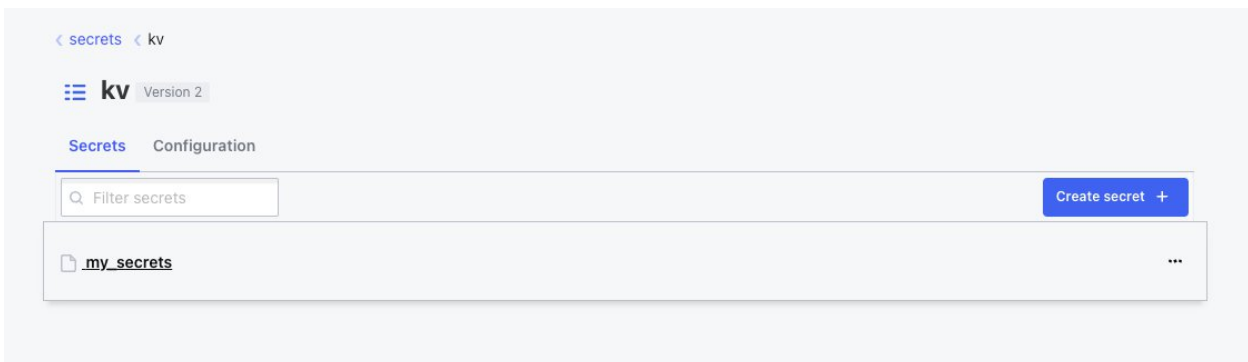 secrets kv
kv Version 2
Secrets Configuration
Filter secrets Create secret +
my_secrets ...